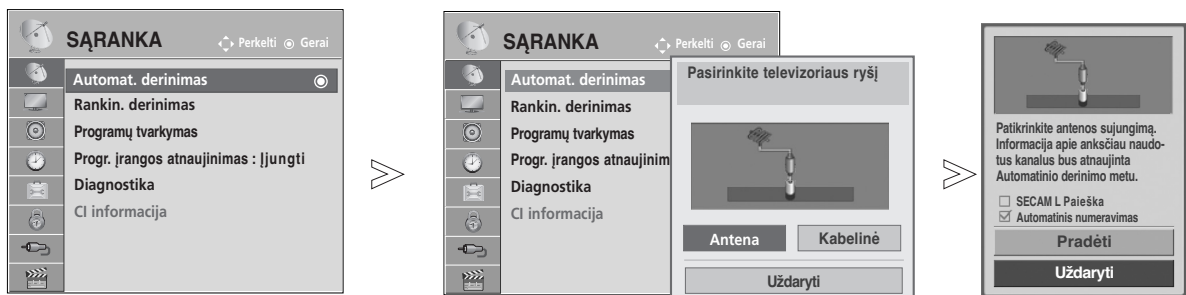 SĄRANKA
Perkelti Gerai
Automat. derinimas
Rankin. derinimas
Programų tvarkymas
Progr. įrangos atnaujinimas : Įjungti
Diagnostika
CI informacija
SĄRANKA
Perkelti Gerai
Automat. derinimas
Rankin. derinimas
Programų tvarkymas
Progr. įrangos atnaujinim
Diagnostika
CI informacija
Pasirinkite televizoriaus ryšį
Antena
Kabelinė
Uždaryti
Patikrinkite antenos sujungimą.
Informacija apie anksčiau naudo-
tus kanalus bus atnaujinta
Automatinio derinimo metu.
SECAM L Paieška
Automatinis numeravimas
Pradėti
Uždaryti